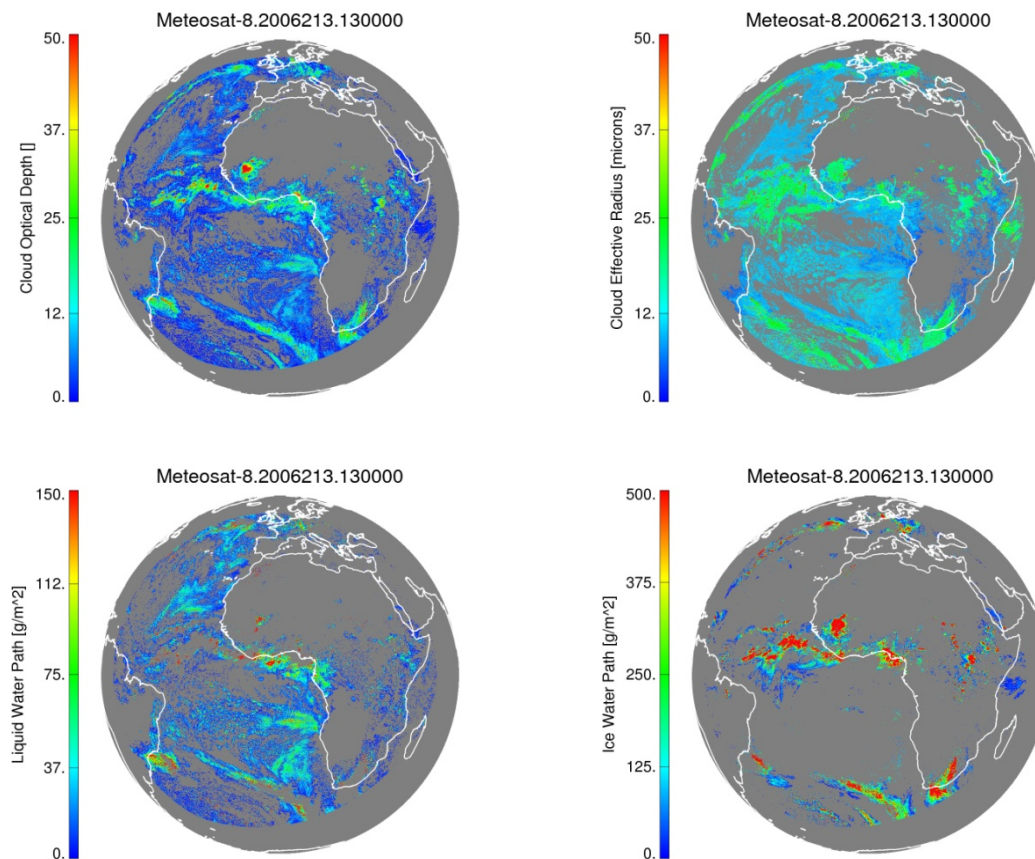 Meteosat-8.2006213.130000
50.
37.
25.
12.
0.
Cloud Optical Depth []
Meteosat-8.2006213.130000
50.
37.
25.
12.
0.
Cloud Effective Radius [microns]
Meteosat-8.2006213.130000
150.
112.
75.
37.
0.
Liquid Water Path [g/m^2]
Meteosat-8.2006213.130000
500.
375.
250.
125.
0.
Ice Water Path [g/m^2]